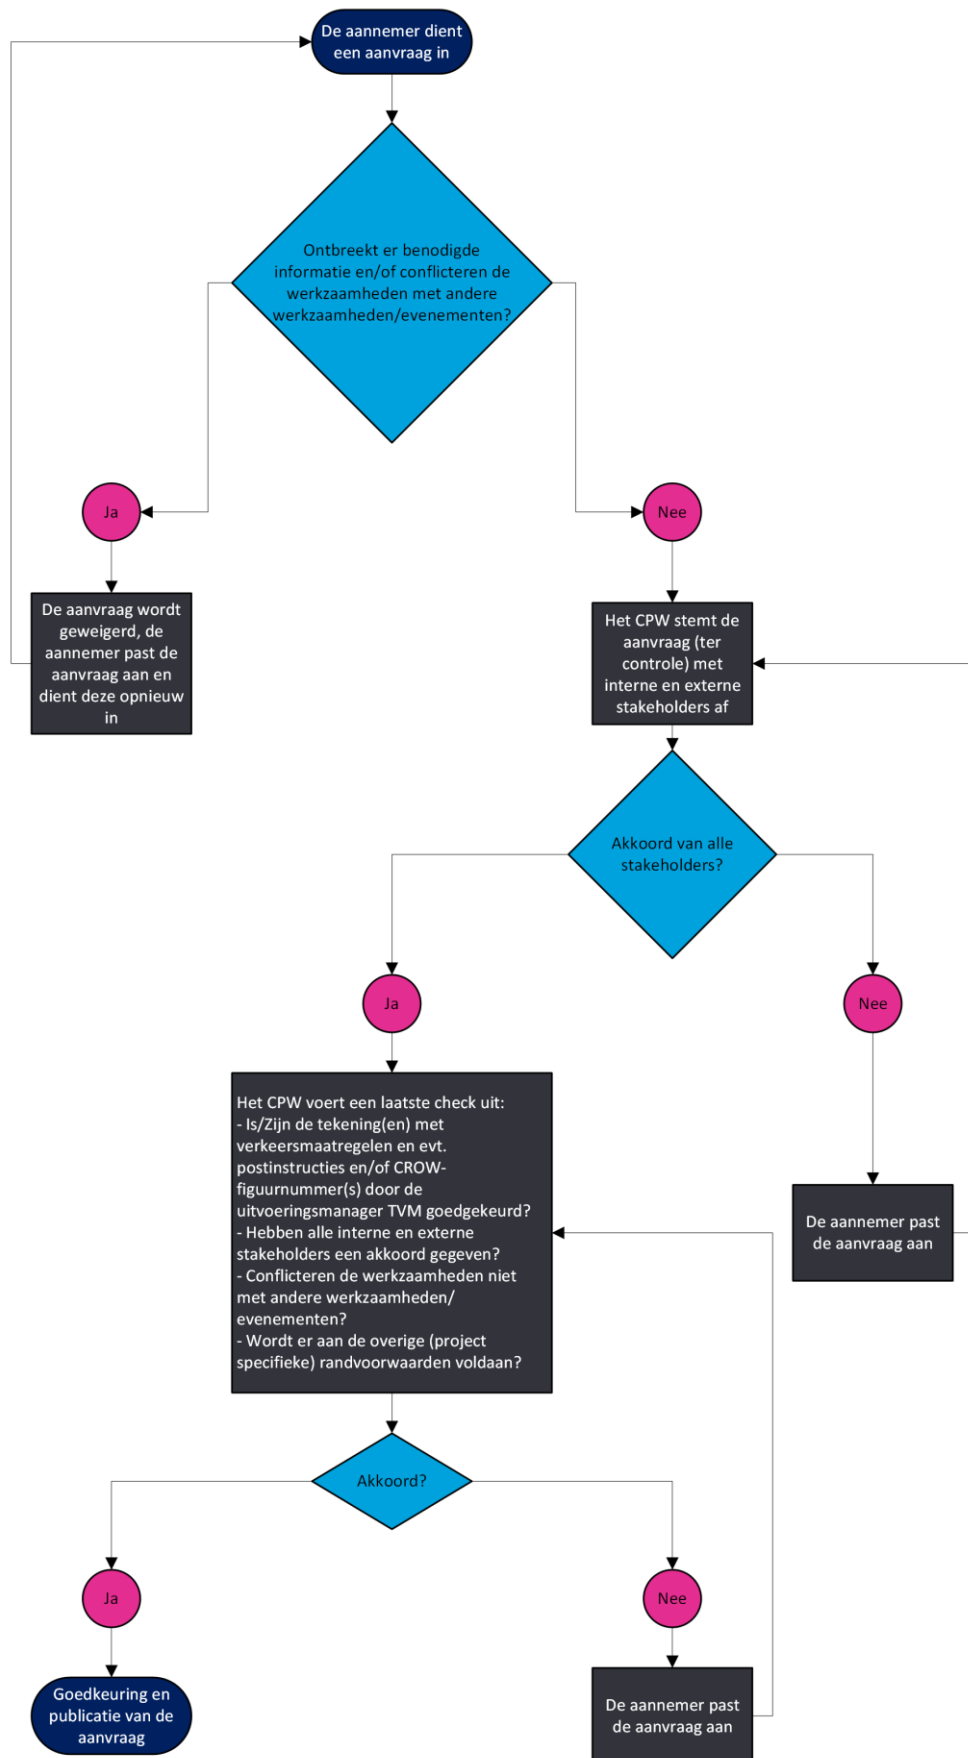 De aannemer dient
een aanvraag in
Ontbreekt er benodigde
informatie en/of conflicteren de
werkzaamheden met andere
werkzaamheden/evenementen?
Ja
Nee
De aanvraag wordt
geweigerd, de
aannemer past de
aanvraag aan en
dient deze opnieuw
in
Het CPW stemt de
aanvraag (ter
controle) met
interne en externe
stakeholders af
Akkoord van alle
stakeholders?
Ja
Nee
Het CPW voert een laatste check uit:
- Is/Zijn de tekening(en) met
verkeersmaatregelen en evt.
postinstructies en/of CROW-
figuurnummer(s) door de
uitvoeringsmanager TVM goedgekeurd?
- Hebben alle interne en externe
stakeholders een akkoord gegeven?
- Conflicteren de werkzaamheden niet
met andere werkzaamheden/
evenementen?
- Wordt er aan de overige (project
specifieke) randvoorwaarden voldaan?
De aannemer past
de aanvraag aan
Akkoord?
Ja
Nee
Goedkeuring en
publicatie van de
aanvraag
De aannemer past
de aanvraag aan